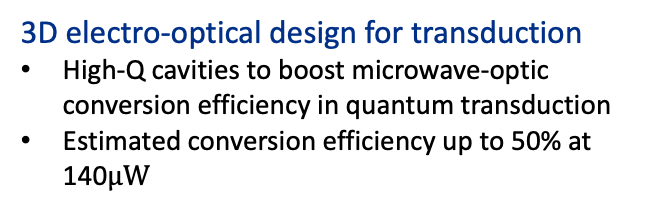 3D electro-optical design for transduction
• High-Q cavities to boost microwave-optic
conversion efficiency in quantum transduction
• Estimated conversion efficiency up to 50% at
140μW